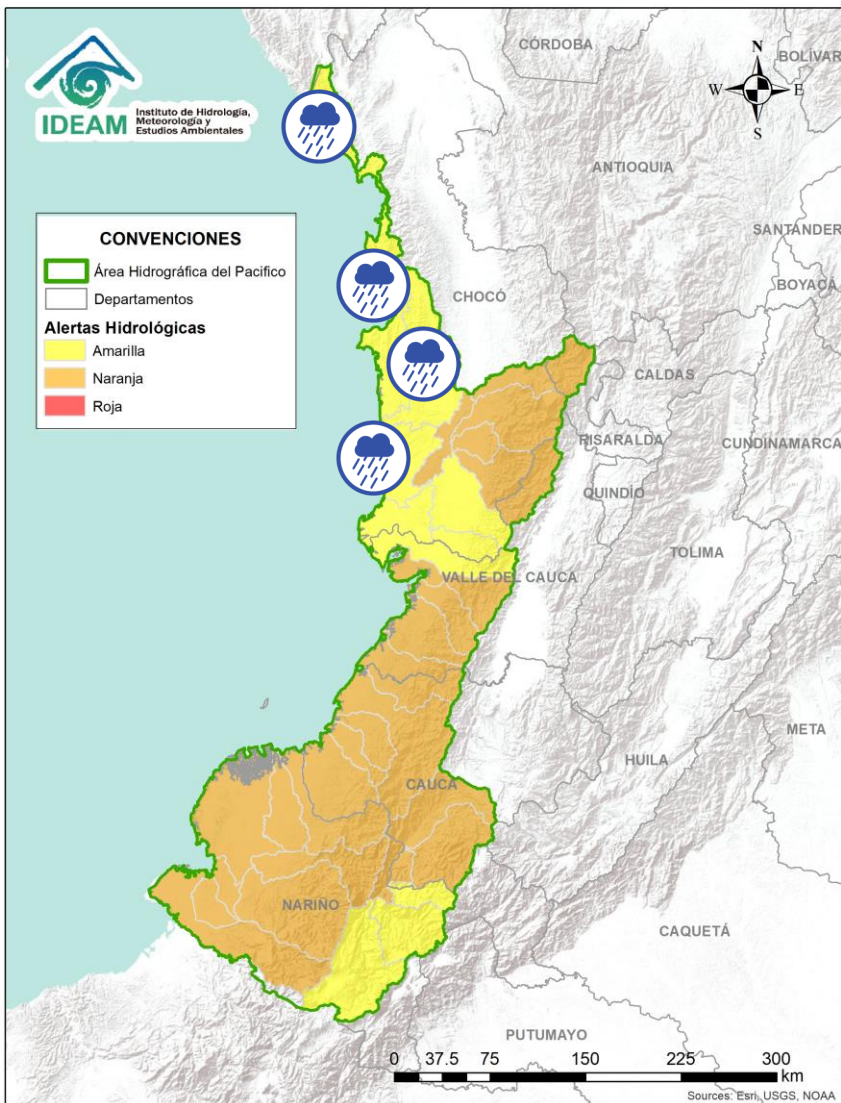 IDEAM
Instituto de Hidrología,
Meteorología y
Estudios Ambientales
CÓRDOBA
BOLÍVAR
N
W
E
S
ANTIOQUIA
SANTANDER
BOYACÁ
CONVENCIONES
Área Hidrográfica del Pacifico
Departamentos
Alertas Hidrológicas
Amarilla
Naranja
Roja
CHOCÓ
CALDAS
RISARALDA
CUNDINAMARCA
QUINDÍO
TOLIMA
VALLE DEL CAUCA
META
HUILA
CAUCA
NARIÑO
CAQUETÁ
PUTUMAYO
0 37.5 75 150 225 300
km
Sources: Esri, USGS, NOAA